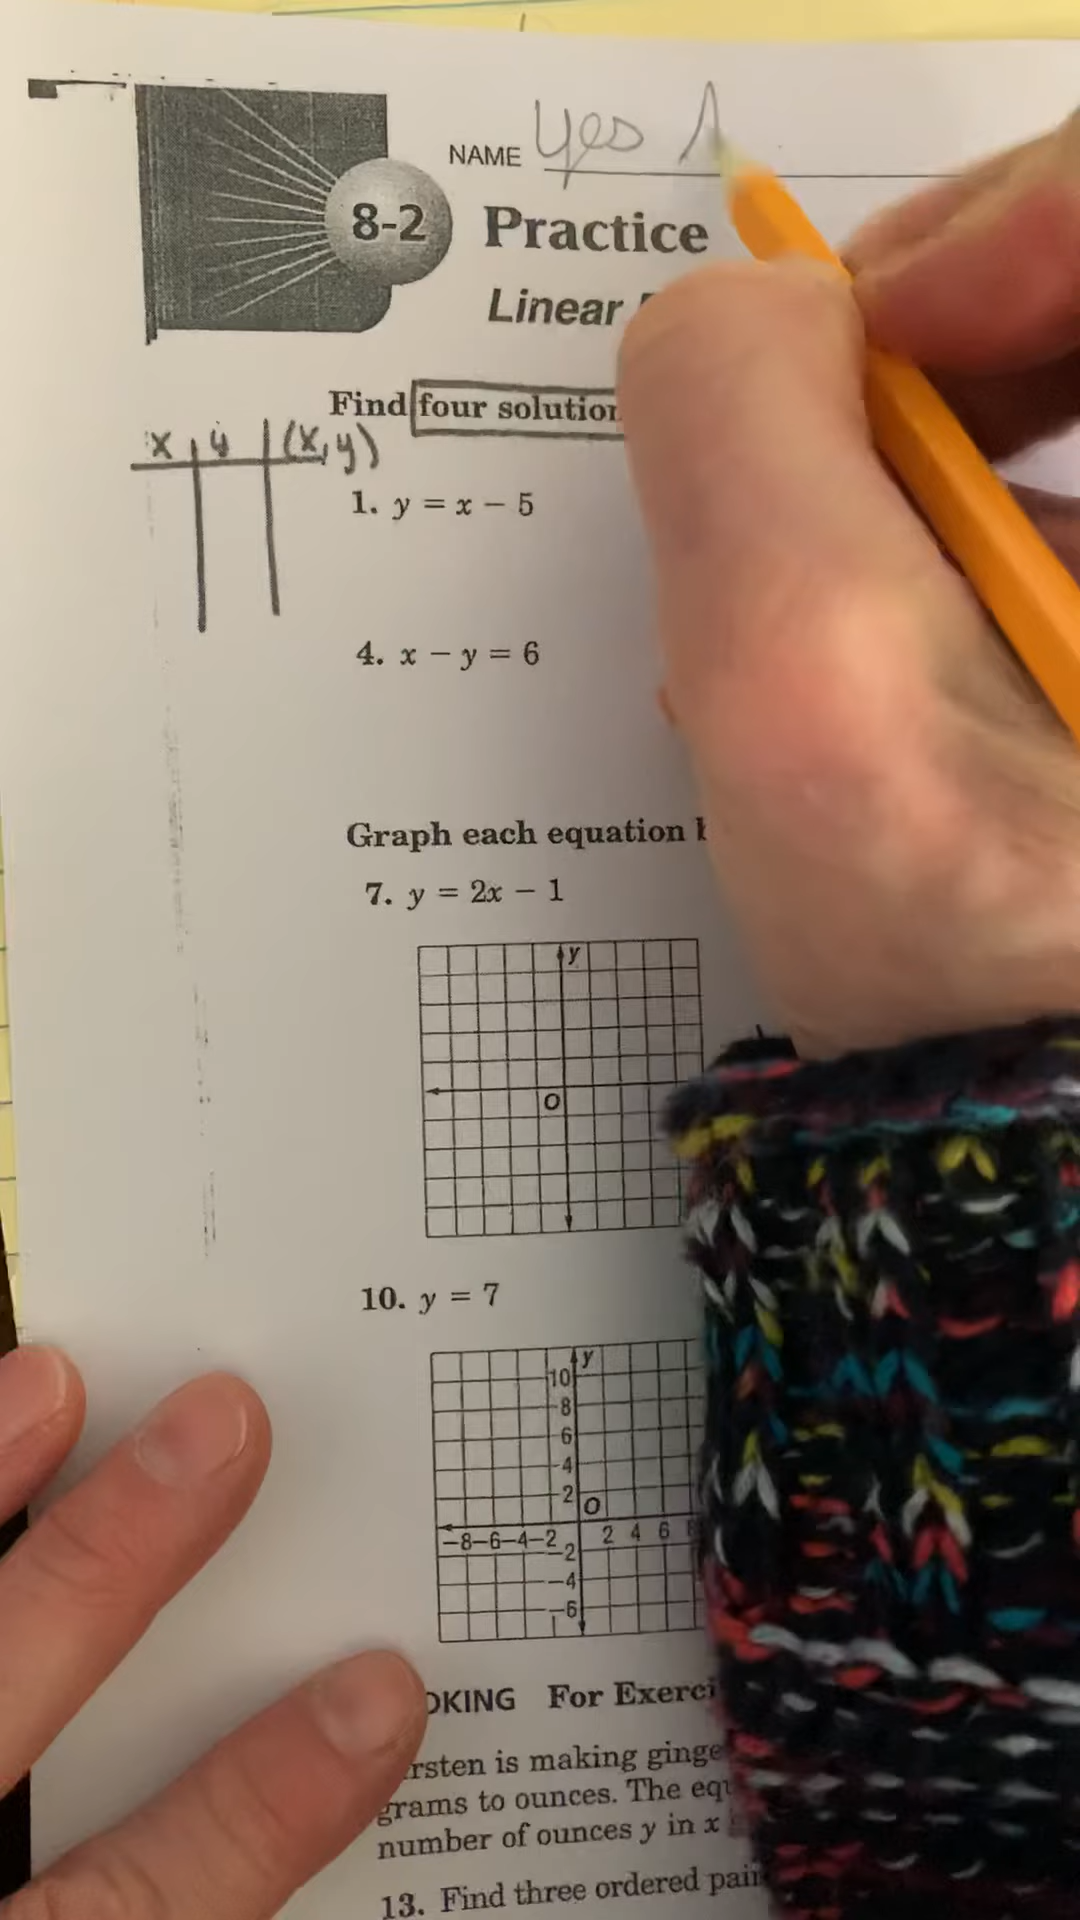 NAME yes
8-2 Practice
Linear
Find four solution
x y (x,y)
1. y = x − 5
4. x − y = 6
Graph each equation
7. y = 2x − 1
y
O
10. y = 7
y
10
8
6
4
2 O
−8−6−4−2 2 4 6
−2
−4
−6
OKING For Exerci
rsten is making ginge
grams to ounces. The equ
number of ounces y in x
13. Find three ordered pair